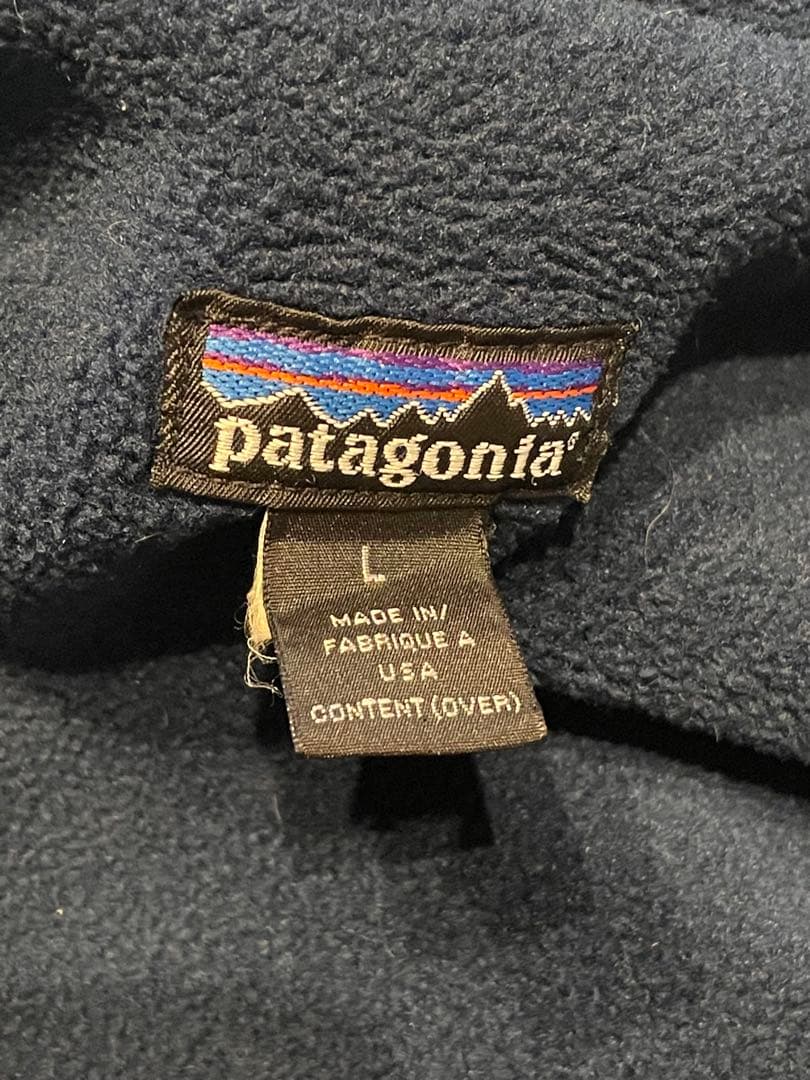 patagonia®
L
MADE IN/
FABRIQUE A
USA
CONTENT (OVER)